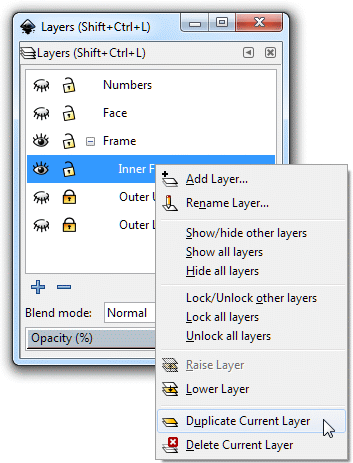 Layers (Shift+Ctrl+L)
Layers (Shift+Ctrl+L)
Numbers
Face
Frame
Inner F
Outer U
Outer L
Blend mode: Normal
Opacity (%)
Add Layer...
Rename Layer...
Show/hide other layers
Show all layers
Hide all layers
Lock/Unlock other layers
Lock all layers
Unlock all layers
Raise Layer
Lower Layer
Duplicate Current Layer
Delete Current Layer